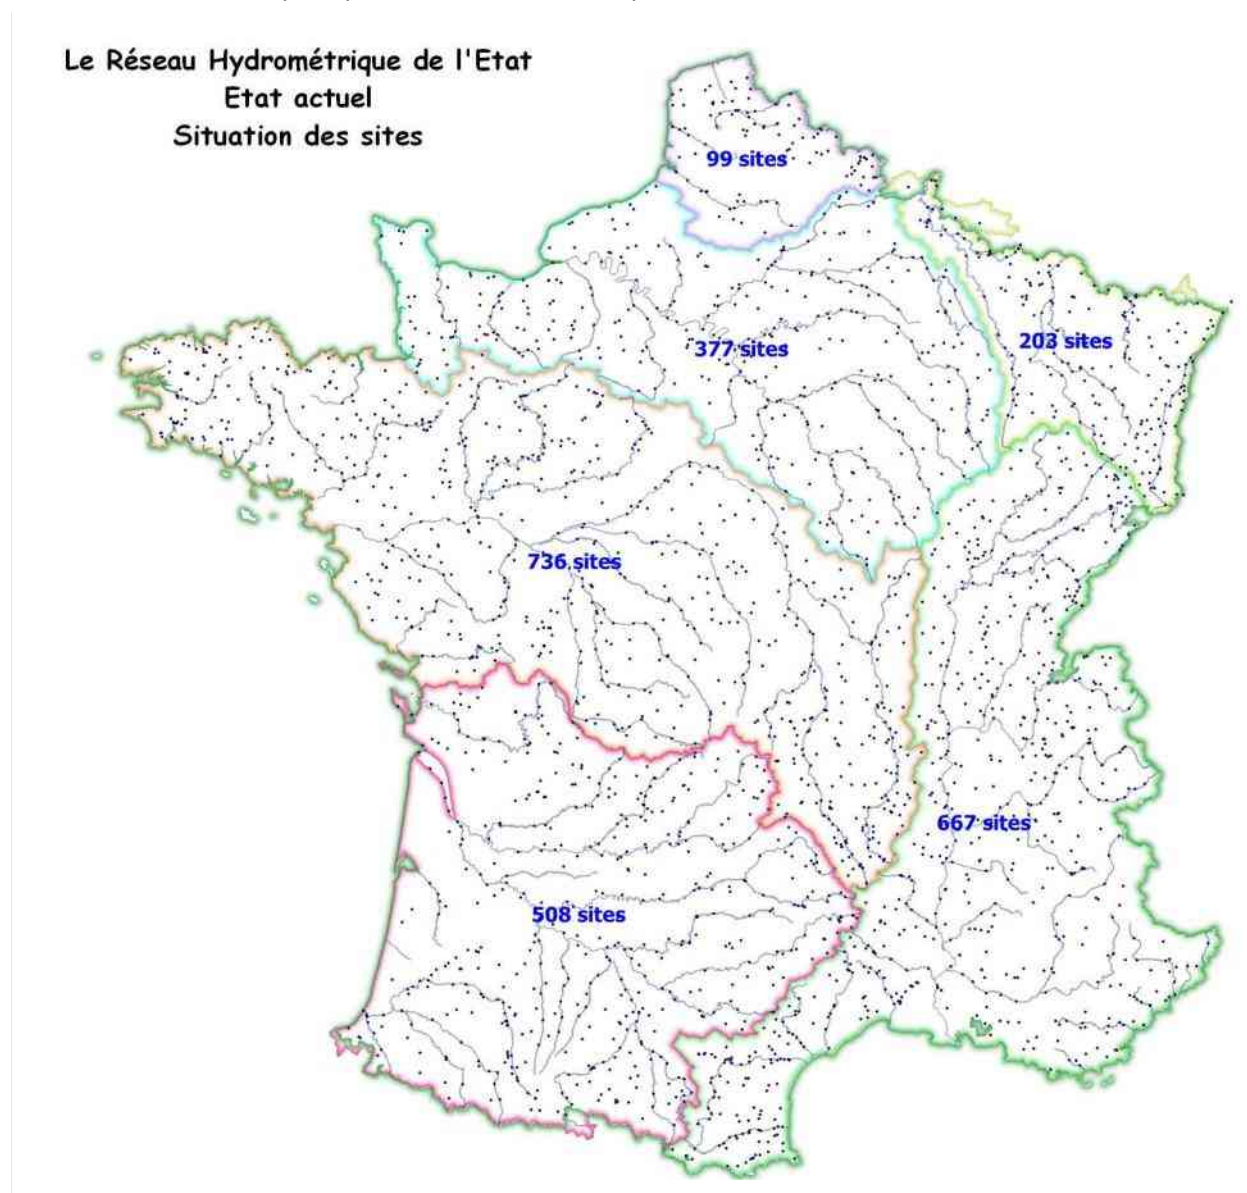 Le Réseau Hydrométrique de l'Etat
Etat actuel
Situation des sites
99 sites
377 sites
203 sites
736 sites
667 sites
508 sites